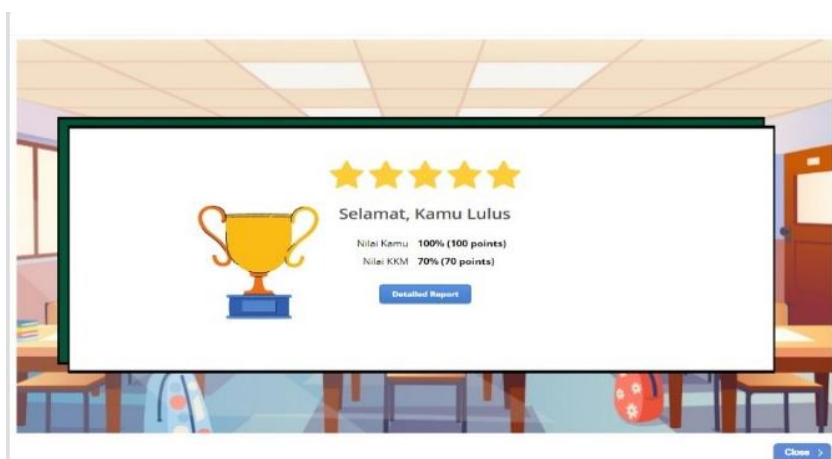 Selamat, Kamu Lulus
Nilai Kamu 100% (100 points)
Nilai KKM 70% (70 points)
Detailed Report
Close >